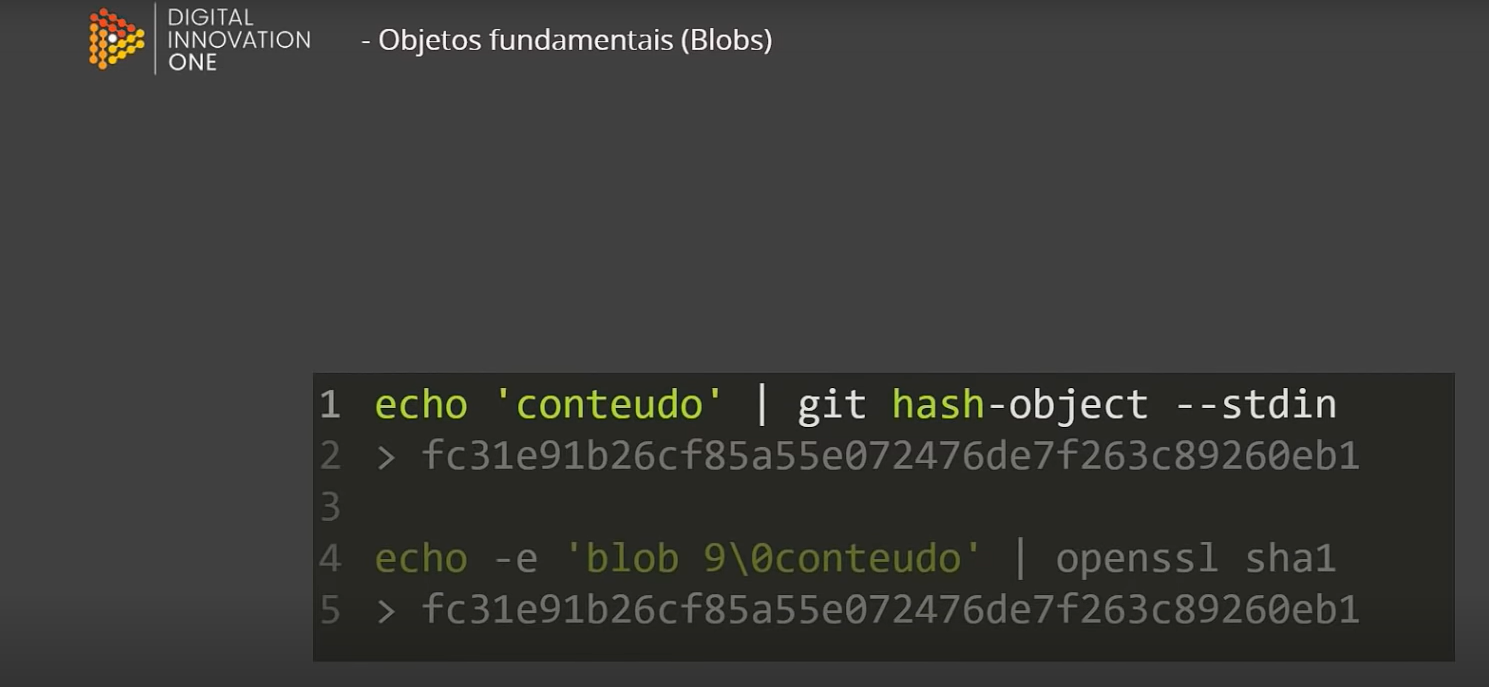 DIGITAL
INNOVATION
ONE
- Objetos fundamentais (Blobs)
1 echo 'conteudo' | git hash-object --stdin
2 > fc31e91b26cf85a55e072476de7f263c89260eb1
3
4 echo -e 'blob 9\0conteudo' | openssl sha1
5 > fc31e91b26cf85a55e072476de7f263c89260eb1